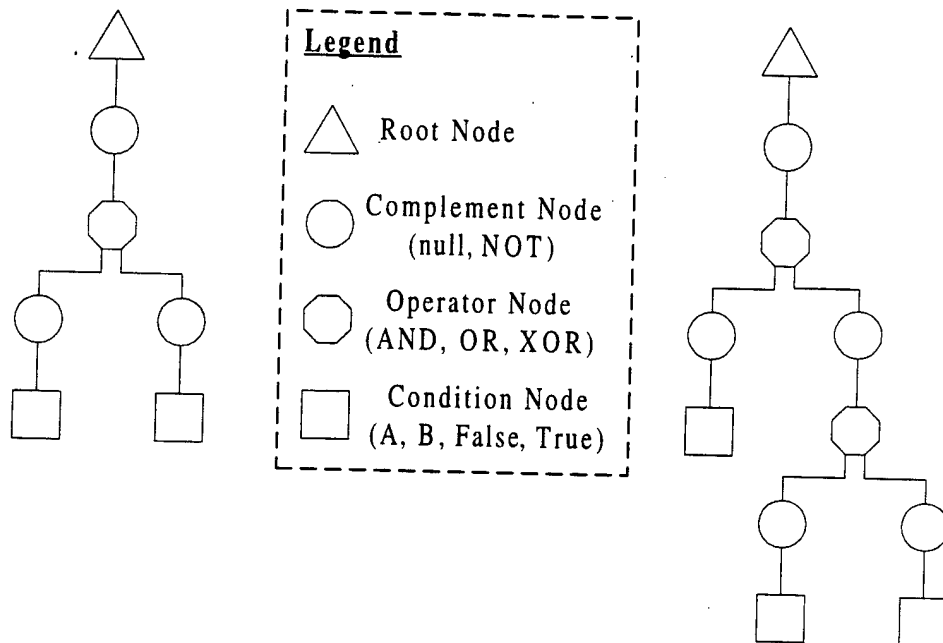 Legend
Root Node
Complement Node
(null, NOT)
Operator Node
(AND, OR, XOR)
Condition Node
(A, B, False, True)